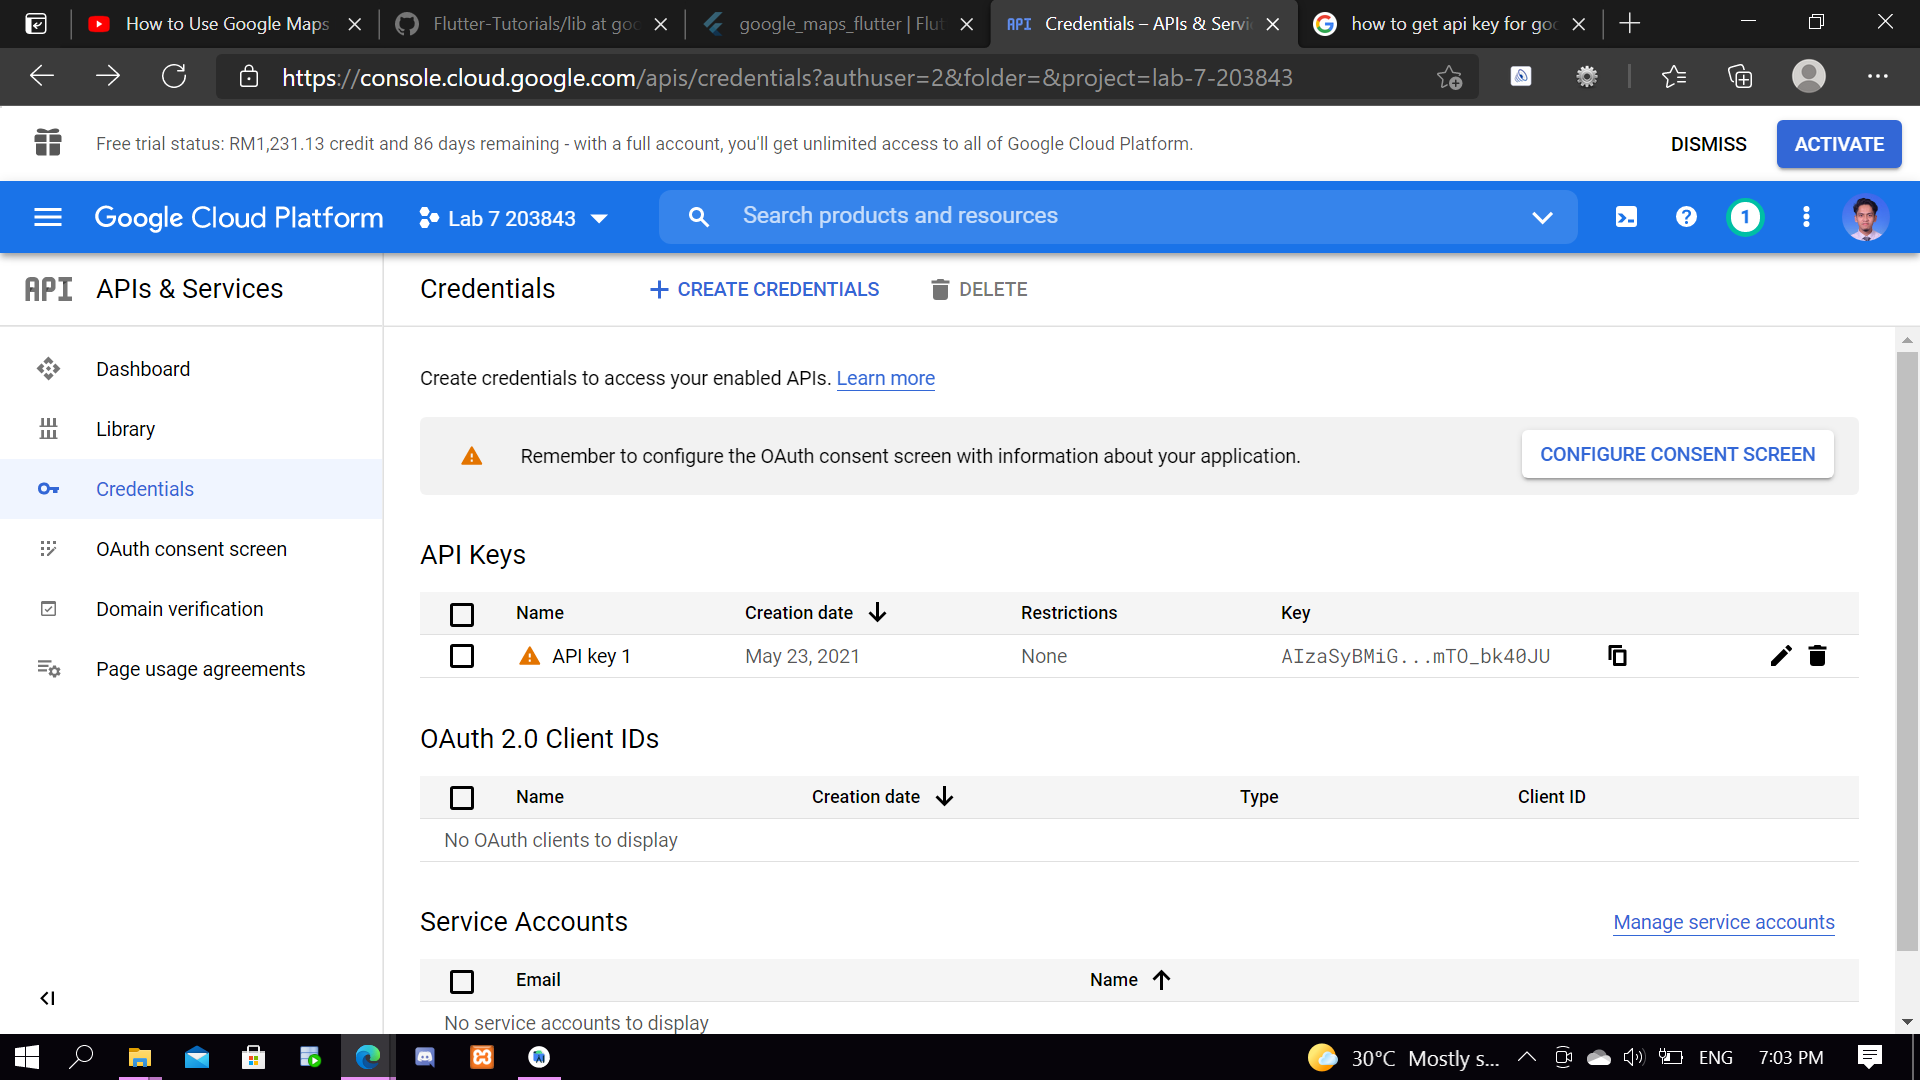 How to Use Google Maps
Flutter-Tutorials/lib at goo
google_maps_flutter | Flut
API Credentials – APIs & Servi
how to get api key for goo
https://console.cloud.google.com/apis/credentials?authuser=2&folder=&project=lab-7-203843
Free trial status: RM1,231.13 credit and 86 days remaining - with a full account, you'll get unlimited access to all of Google Cloud Platform.
DISMISS
ACTIVATE
Google Cloud Platform
Lab 7 203843
Search products and resources
1
API APIs & Services
Credentials
CREATE CREDENTIALS
DELETE
Dashboard
Library
Credentials
OAuth consent screen
Domain verification
Page usage agreements
Create credentials to access your enabled APIs. Learn more
Remember to configure the OAuth consent screen with information about your application.
CONFIGURE CONSENT SCREEN
API Keys
Name Creation date Restrictions Key
API key 1 May 23, 2021 None AIzaSyBMiG...mTO_bk40JU
OAuth 2.0 Client IDs
Name Creation date Type Client ID
No OAuth clients to display
Service Accounts
Manage service accounts
Email Name
No service accounts to display
30°C Mostly s...
ENG
7:03 PM